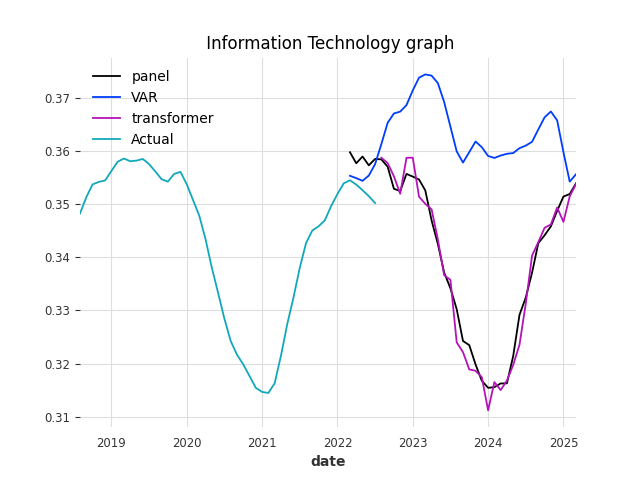 Information Technology graph
panel
VAR
transformer
Actual
0.37
0.36
0.35
0.34
0.33
0.32
0.31
2019 2020 2021 2022 2023 2024 2025
date